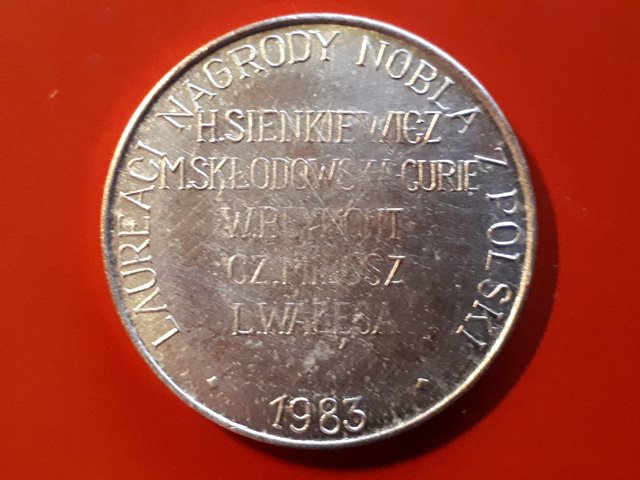 LAUREACI NAGRODY NOBLA Z POLSKI
H.SIENKIEWICZ
M.SKŁODOWSKA CURIE
W.REYMONT
CZ.MIŁOSZ
L.WAŁĘSA
1983